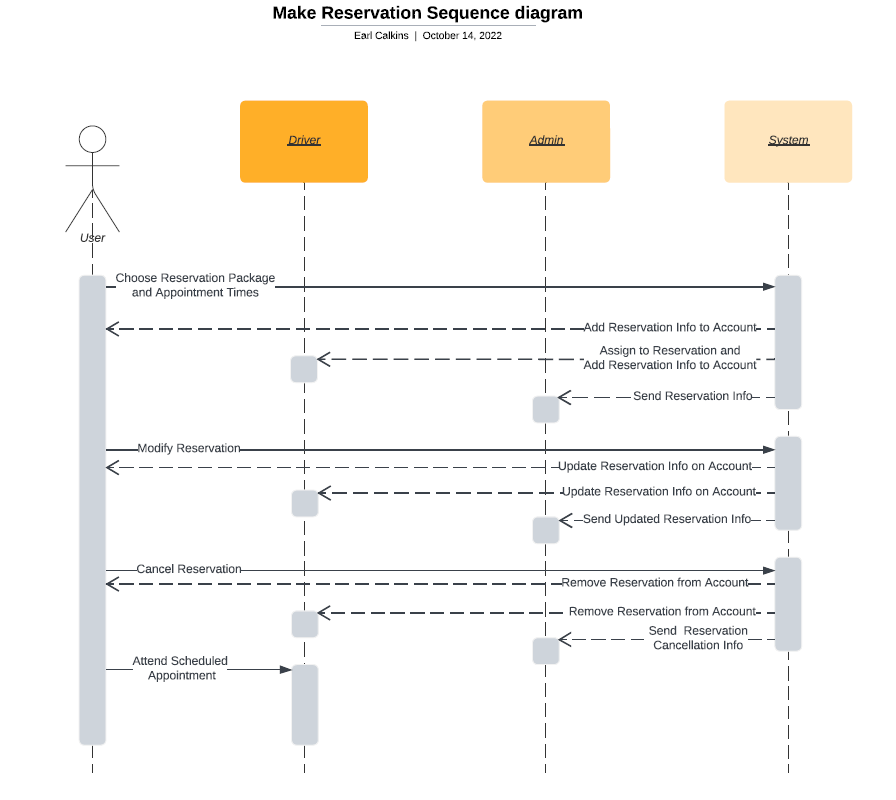 Make Reservation Sequence diagram
Earl Calkins | October 14, 2022
Driver
Admin
System
User
Choose Reservation Package
and Appointment Times
Add Reservation Info to Account
Assign to Reservation and
Add Reservation Info to Account
Send Reservation Info
Modify Reservation
Update Reservation Info on Account
Update Reservation Info on Account
Send Updated Reservation Info
Cancel Reservation
Remove Reservation from Account
Remove Reservation from Account
Send Reservation
Cancellation Info
Attend Scheduled
Appointment